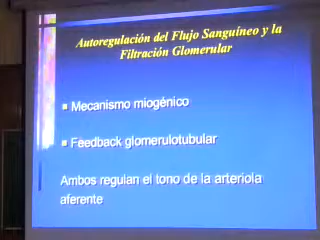 Autoregulación del Flujo Sanguíneo y la
Filtración Glomerular
Mecanismo miogénico
Feedback glomerulotubular
Ambos regulan el tono de la arteriola
aferente